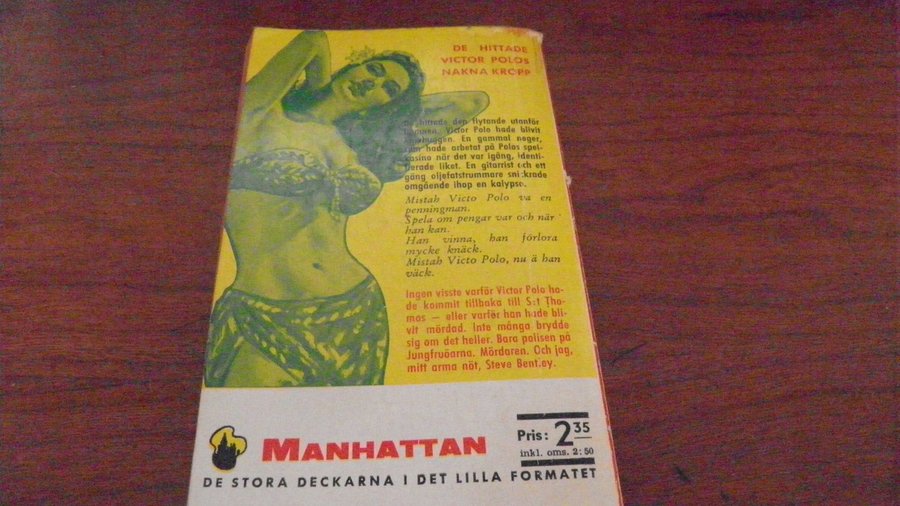 DE HITTADE
VICTOR POLOS
NAKNA KROPP
hittade den flytande utanför
Victor Polo hade blivit
En gammal neger,
som hade arbetat på Polos spel-
casino när det var igång, identi-
fierade liket. En gitarrist och ett
gäng oljefatstrummare snickrade
omgående ihop en kalypso.
Mistah Victo Polo va en
penningman.
Spela om pengar var och när
han kan.
Han vinna, han förlora
mycke knäck.
Mistah Victo Polo, nu ä han
väck.
Ingen visste varför Victor Polo ha-
de kommit tillbaka till S:t Tho-
mas — eller varför han hade bli-
vit mördad. Inte många brydde
sig om det heller. Bara polisen på
Jungfruöarna. Mördaren. Och jag,
mitt arma nöt, Steve Bentley.
MANHATTAN
Pris: 2 35
inkl. oms. 2:50
DE STORA DECKARNA I DET LILLA FORMATET